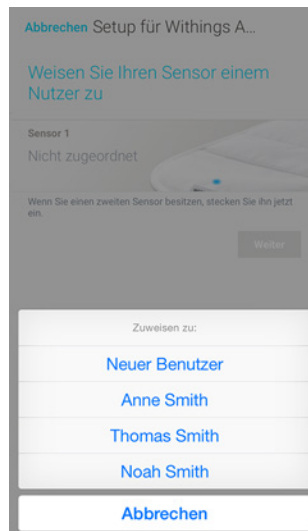 Abbrechen Setup für Withings A...
Weisen Sie Ihren Sensor einem
Nutzer zu
Sensor 1
Nicht zugeordnet
Wenn Sie einen zweiten Sensor besitzen, stecken Sie ihn jetzt
ein.
Weiter
Zuweisen zu:
Neuer Benutzer
Anne Smith
Thomas Smith
Noah Smith
Abbrechen